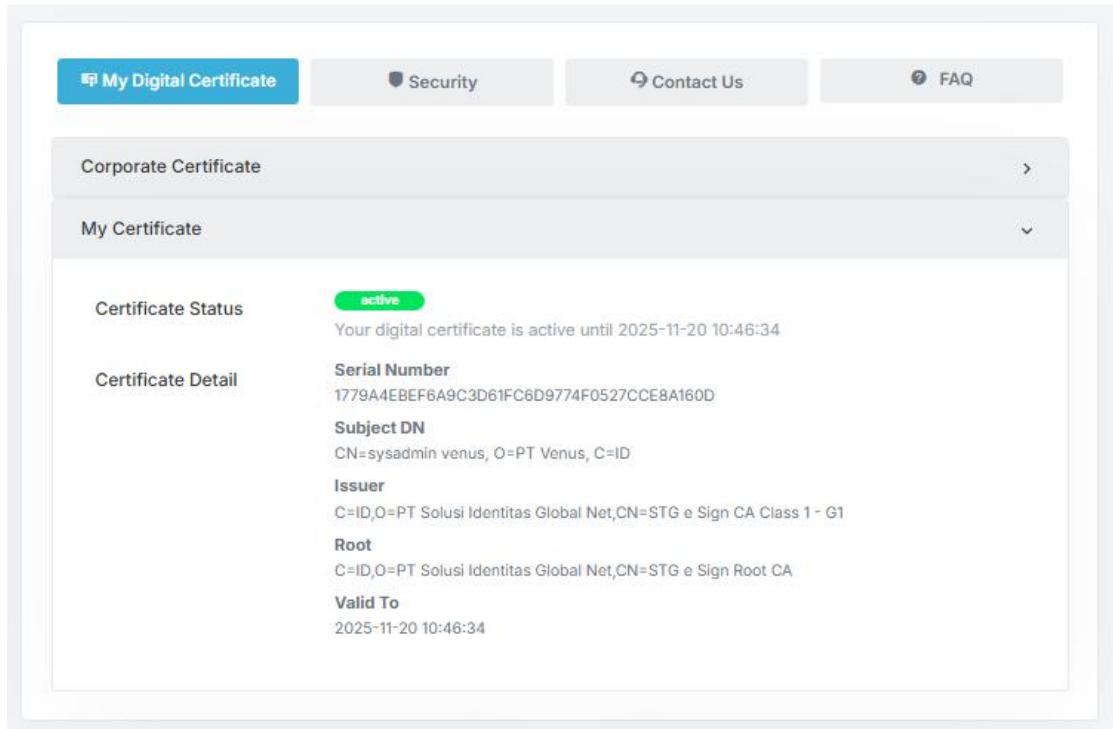 My Digital Certificate
Security
Contact Us
FAQ
Corporate Certificate
My Certificate
Certificate Status
active
Your digital certificate is active until 2025-11-20 10:46:34
Certificate Detail
Serial Number
1779A4EBEF6A9C3D61FC6D9774F0527CCE8A160D
Subject DN
CN=sysadmin venus, O=PT Venus, C=ID
Issuer
C=ID,O=PT Solusi Identitas Global Net,CN=STG e Sign CA Class 1 - G1
Root
C=ID,O=PT Solusi Identitas Global Net,CN=STG e Sign Root CA
Valid To
2025-11-20 10:46:34